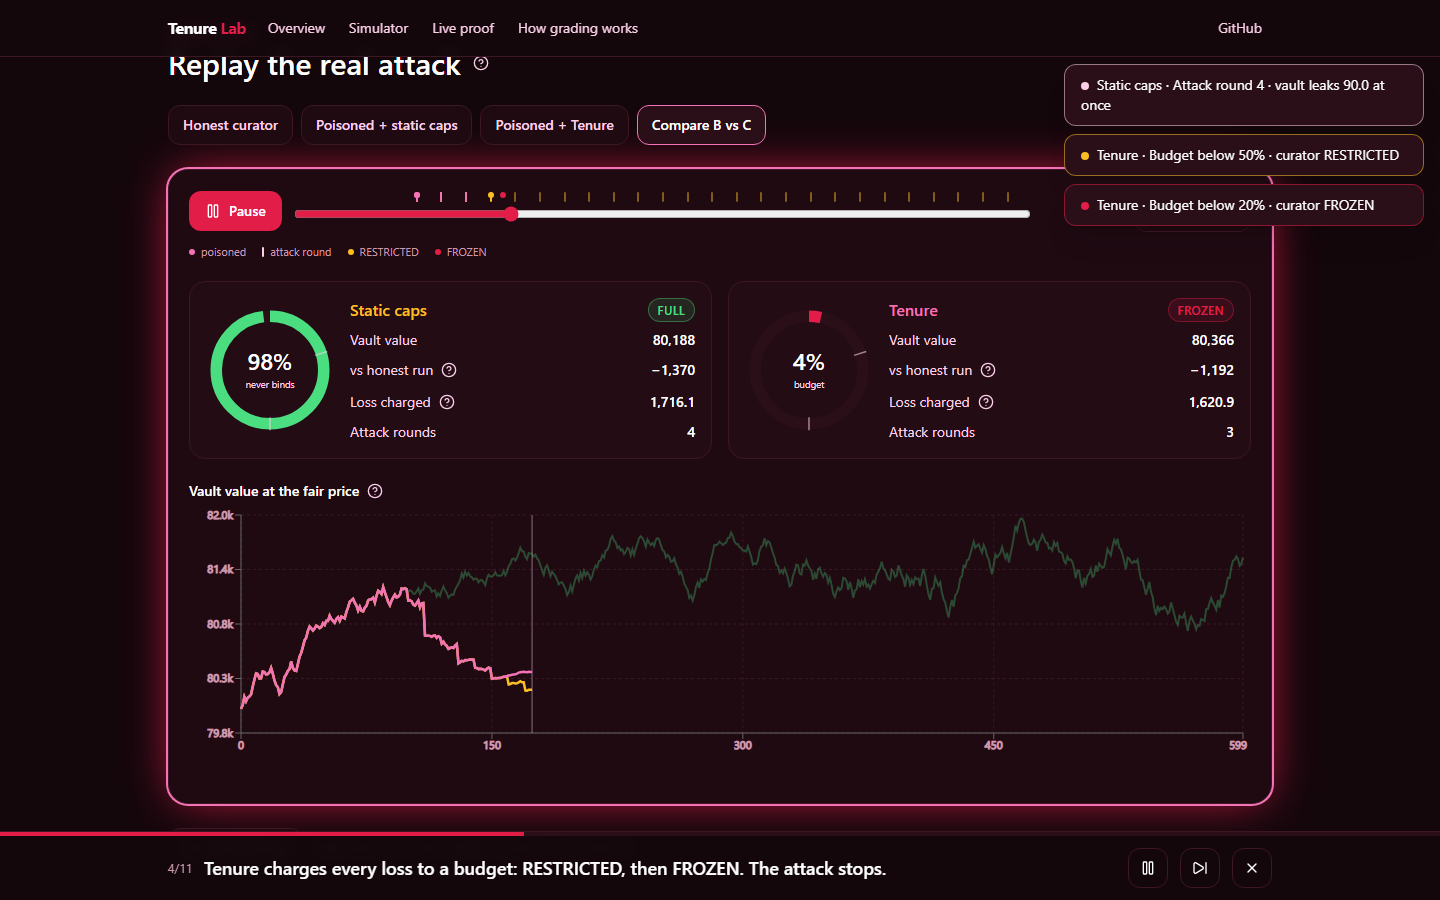 Tenure Lab Overview Simulator Live proof How grading works GitHub
Replay the real attack
Static caps · Attack round 4 · vault leaks 90.0 at
once
Honest curator Poisoned + static caps Poisoned + Tenure Compare B vs C
Tenure · Budget below 50% · curator RESTRICTED
Tenure · Budget below 20% · curator FROZEN
Pause
poisoned attack round RESTRICTED FROZEN
98%
never binds
Static caps FULL
Vault value 80,188
vs honest run −1,370
Loss charged 1,716.1
Attack rounds 4
4%
budget
Tenure FROZEN
Vault value 80,366
vs honest run −1,192
Loss charged 1,620.9
Attack rounds 3
Vault value at the fair price
82.0k
81.4k
80.8k
80.3k
79.8k
0 150 300 450 599
4/11 Tenure charges every loss to a budget: RESTRICTED, then FROZEN. The attack stops.